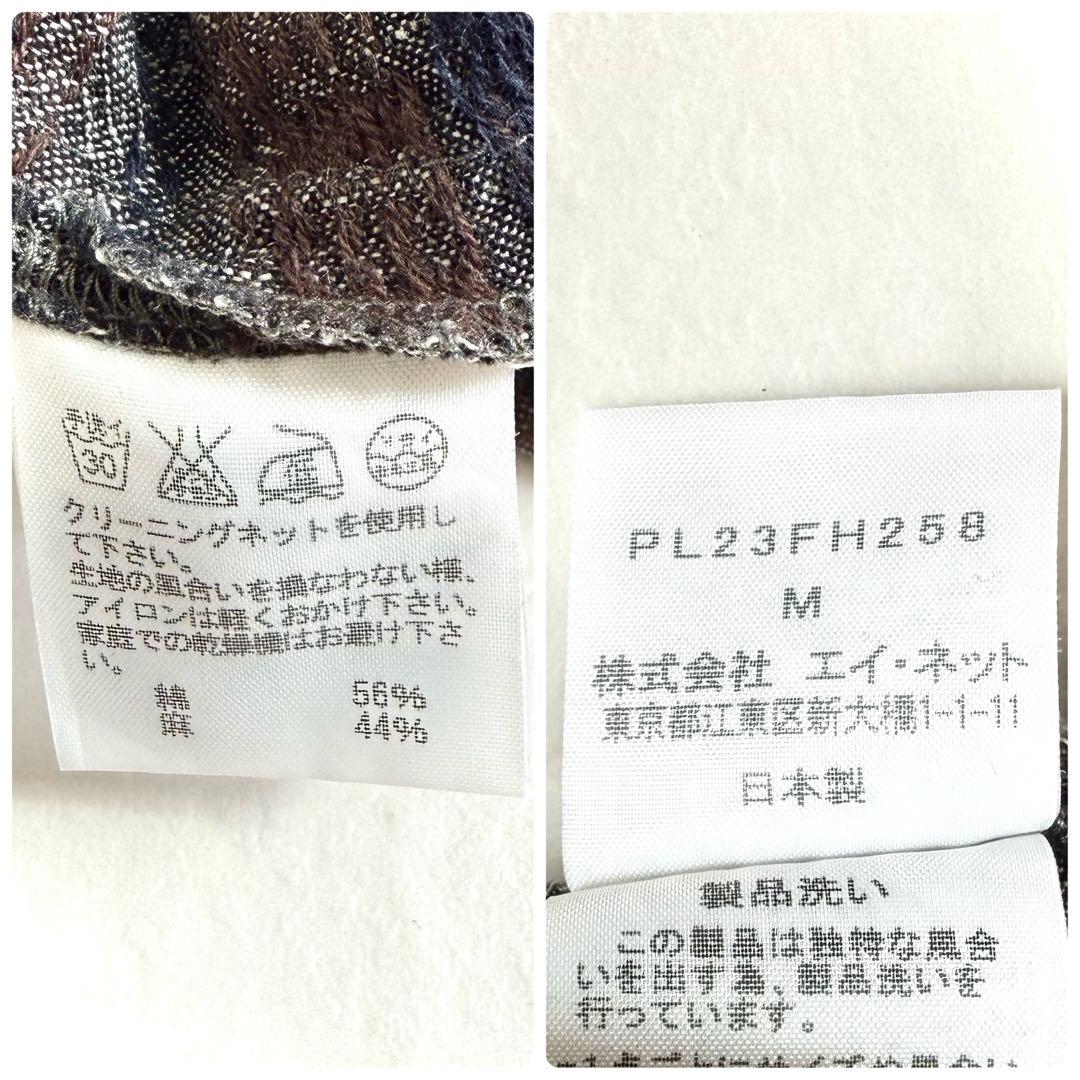 手洗イ
30
エンソサラシ
クリーニングネットを使用し
て下さい。
生地の風合いを損なわない様、
アイロンは軽くおかけ下さい。
家庭での乾燥機はお避け下さ
い。
綿 56%
麻 44%
PL23FH258
M
株式会社 エイ・ネット
東京都江東区新大橋1-1-11
日本製
製品洗い
この製品は独特な風合
いを出す為、製品洗いを
行っています。